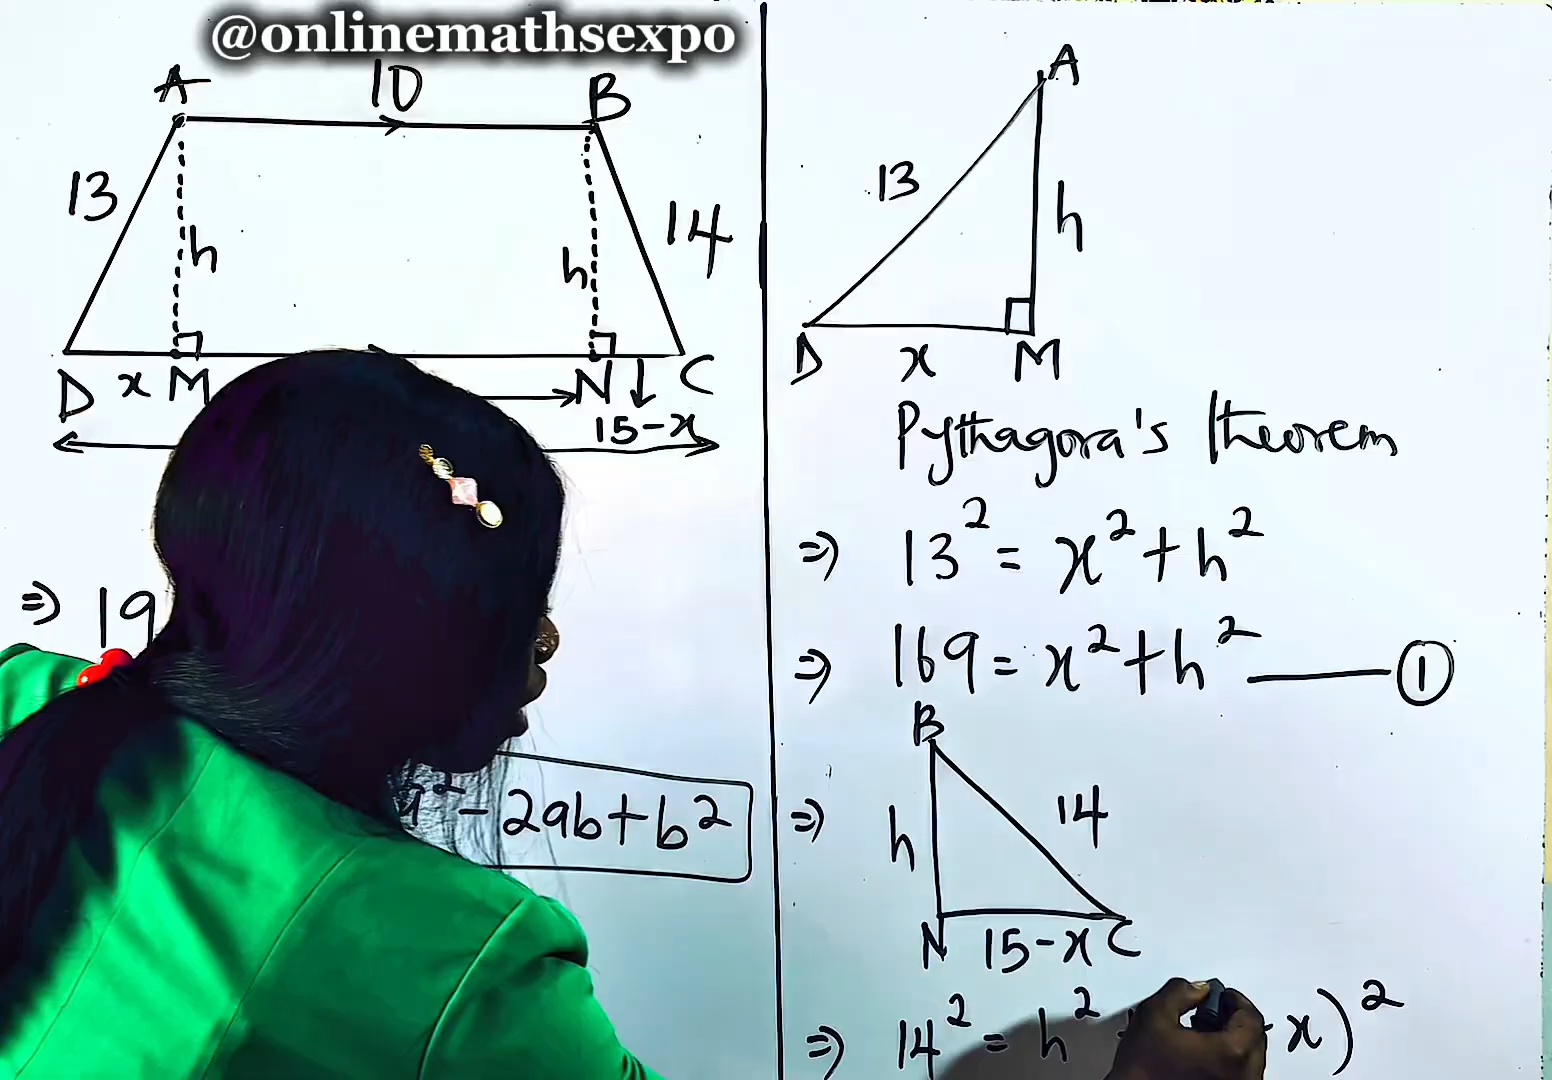 @onlinemathsexpo
A 10 B
13 h h 14
D x M N C
15-x
⇒ 19
a² - 2ab + b²
A
13 h
D x M
Pythagora's theorem
⇒ 13² = x² + h²
⇒ 169 = x² + h² ——— ①
B
⇒ h 14
N 15-x C
⇒ 14² = h² - x)²